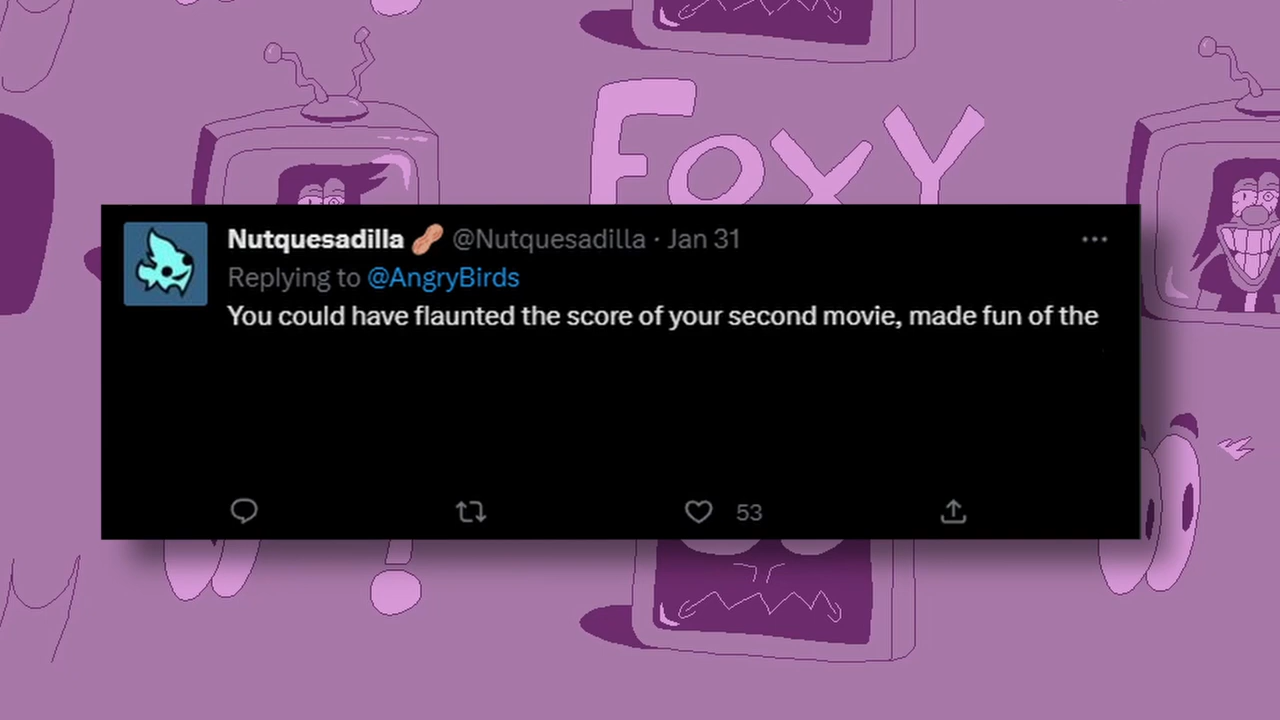 FOXY
Nutquesadilla 🥜 @Nutquesadilla · Jan 31
Replying to @AngryBirds
You could have flaunted the score of your second movie, made fun of the
53